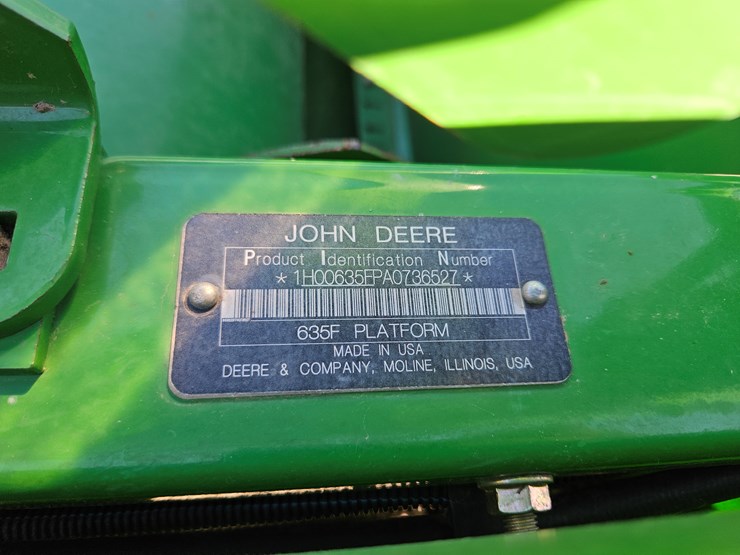 JOHN DEERE
Product Identification Number
*1H00635FPA0736527*
635F PLATFORM
MADE IN USA
DEERE & COMPANY, MOLINE, ILLINOIS, USA